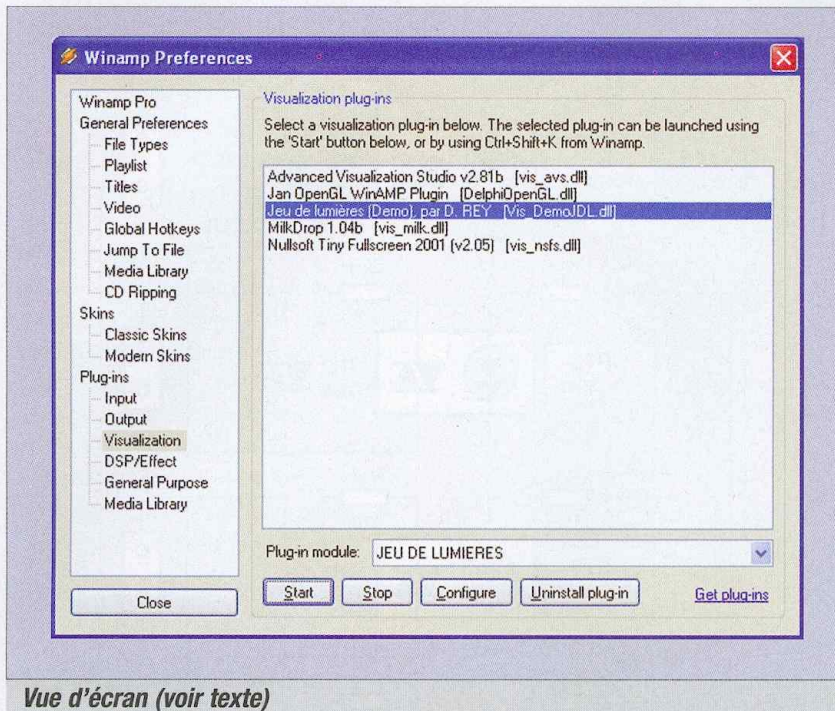 Winamp Preferences
Winamp Pro
General Preferences
File Types
Playlist
Titles
Video
Global Hotkeys
Jump To File
Media Library
CD Ripping
Skins
Classic Skins
Modern Skins
Plug-ins
Input
Output
Visualization
DSP/Effect
General Purpose
Media Library
Close
Visualization plug-ins
Select a visualization plug-in below. The selected plug-in can be launched using
the 'Start' button below, or by using Ctrl+Shift+K from Winamp.
Advanced Visualization Studio v2.81b [vis_avs.dll]
Jan OpenGL WinAMP Plugin [DelphiOpenGL.dll]
Jeu de lumières (Demo), par D. REY [Vis_DemoJDL.dll]
MilkDrop 1.04b [vis_milk.dll]
Nullsoft Tiny Fullscreen 2001 (v2.05) [vis_nsfs.dll]
Plug-in module: JEU DE LUMIERES
Start Stop Configure Uninstall plug-in Get plug-ins
Vue d'écran (voir texte)